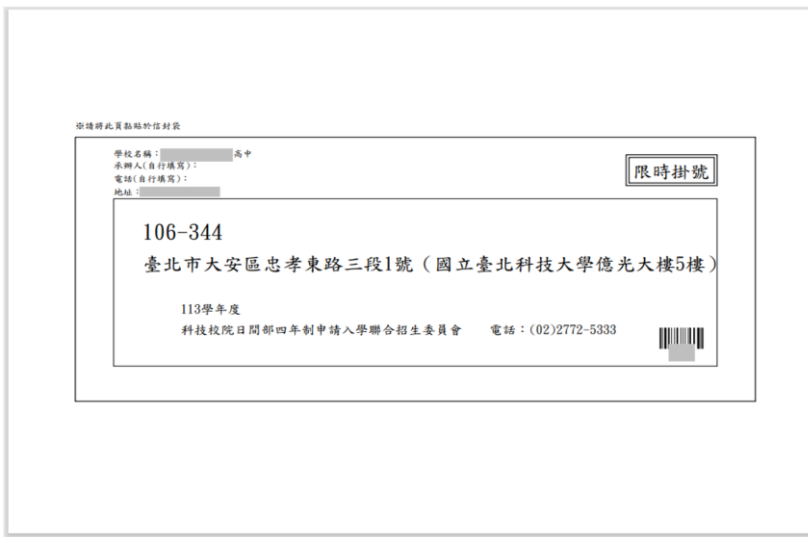 ※請將此頁黏貼於信封袋
學校名稱：高中
承辦人(自行填寫)：
電話(自行填寫)：
地址：
限時掛號
106-344
臺北市大安區忠孝東路三段1號（國立臺北科技大學億光大樓5樓）
113學年度
科技校院日間部四年制申請入學聯合招生委員會 電話：(02)2772-5333